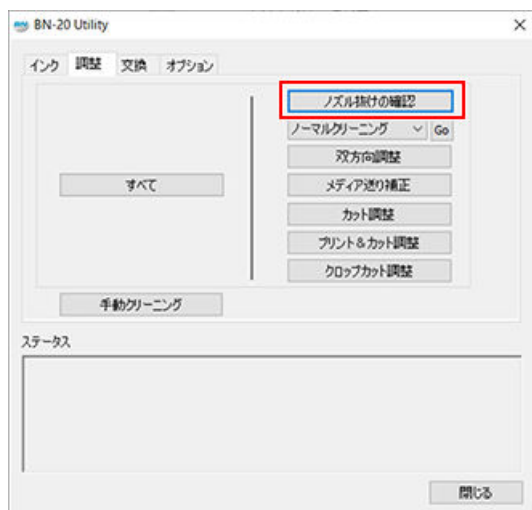 BN-20 Utility
インク 調整 交換 オプション
ノズル抜けの確認
ノーマルクリーニング Go
双方向調整
すべて メディア送り補正
カット調整
プリント&カット調整
クロップカット調整
手動クリーニング
ステータス
閉じる